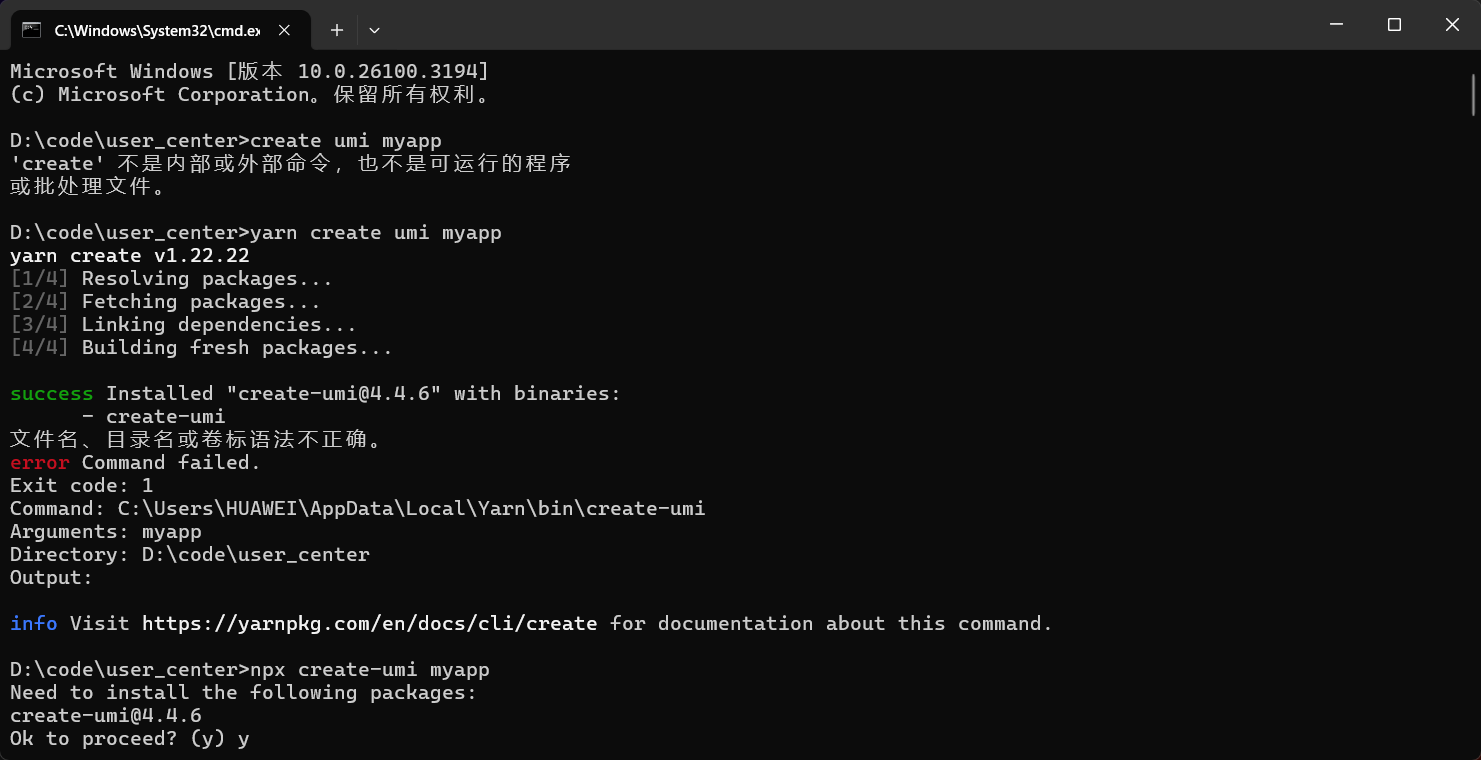 C:\Windows\System32\cmd.ex
Microsoft Windows [版本 10.0.26100.3194]
(c) Microsoft Corporation。保留所有权利。
D:\code\user_center>create umi myapp
'create' 不是内部或外部命令，也不是可运行的程序
或批处理文件。
D:\code\user_center>yarn create umi myapp
yarn create v1.22.22
[1/4] Resolving packages...
[2/4] Fetching packages...
[3/4] Linking dependencies...
[4/4] Building fresh packages...
success Installed "create-umi@4.4.6" with binaries:
- create-umi
文件名、目录名或卷标语法不正确。
error Command failed.
Exit code: 1
Command: C:\Users\HUAWEI\AppData\Local\Yarn\bin\create-umi
Arguments: myapp
Directory: D:\code\user_center
Output:
info Visit https://yarnpkg.com/en/docs/cli/create for documentation about this command.
D:\code\user_center>npx create-umi myapp
Need to install the following packages:
create-umi@4.4.6
Ok to proceed? (y) y